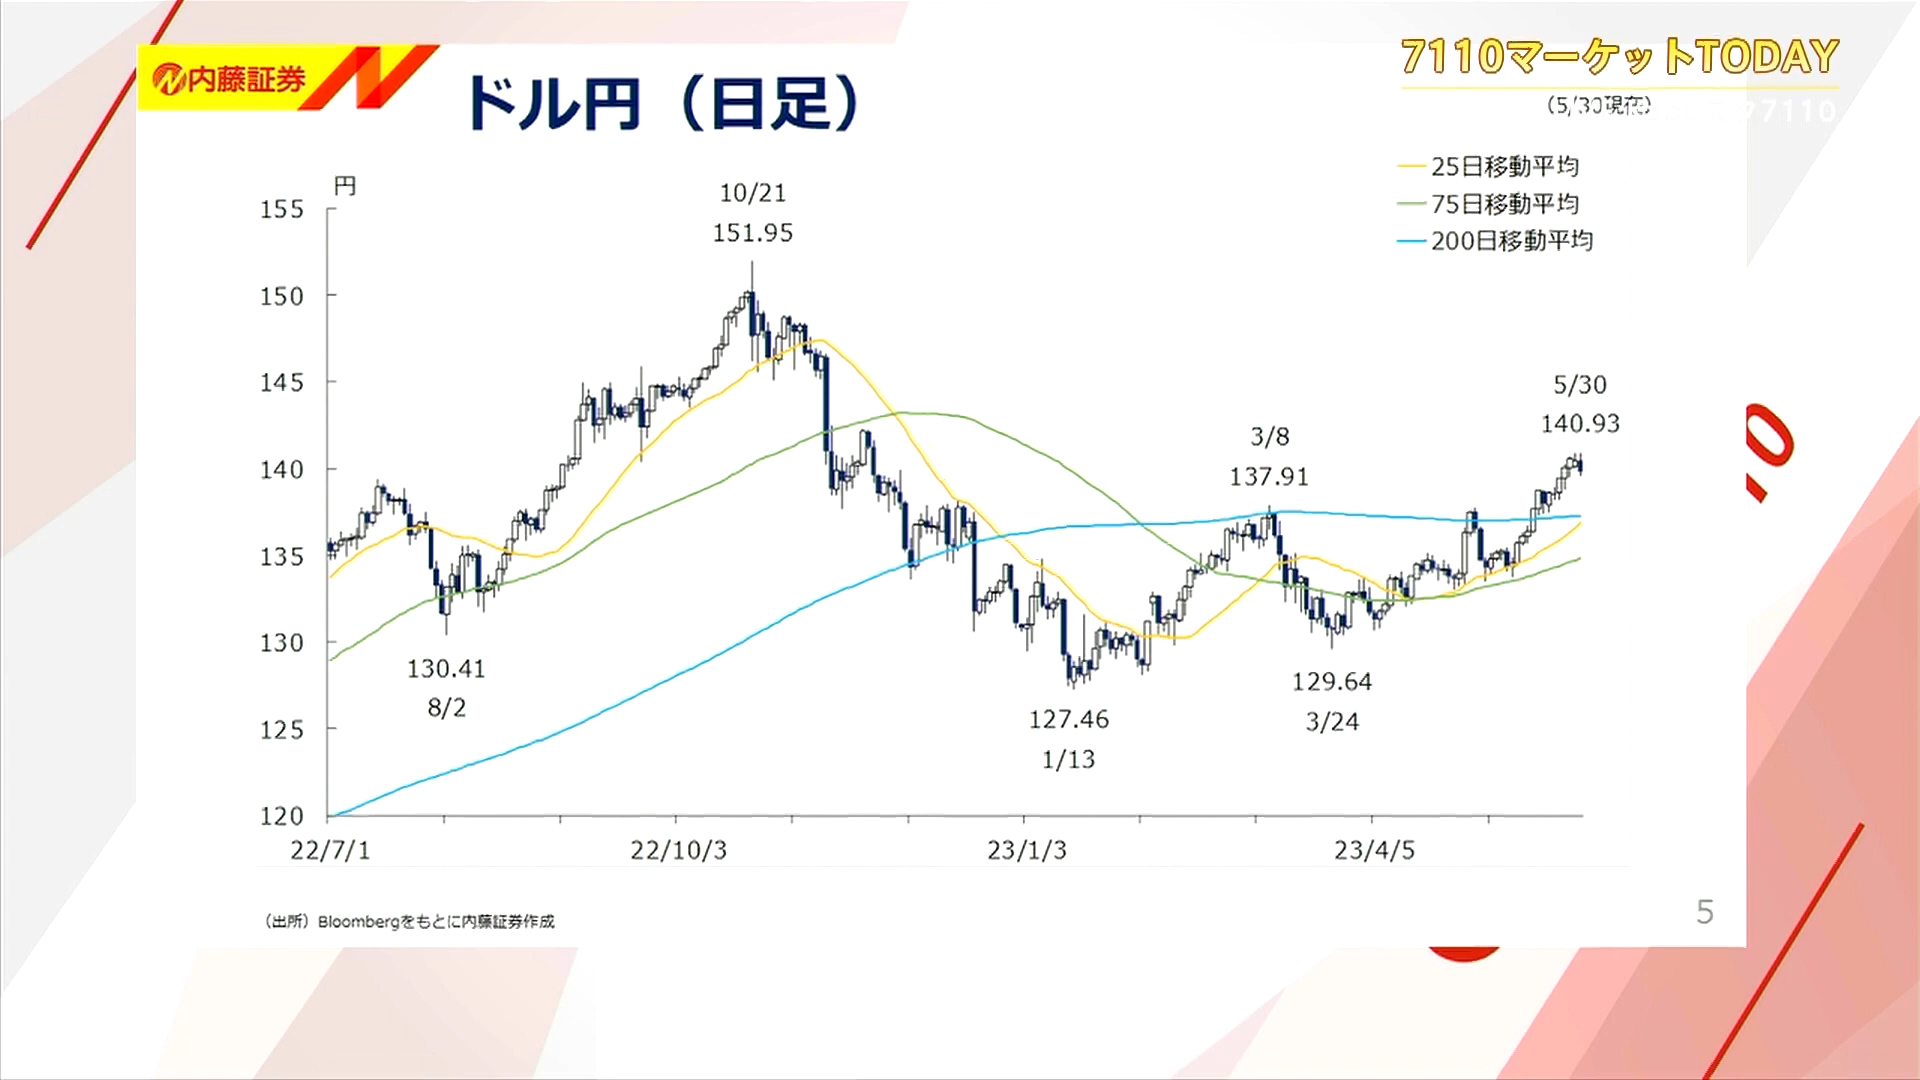 内藤証券
ドル円（日足）
7110マーケットTODAY
（5/30現在）
7110
25日移動平均
75日移動平均
200日移動平均
円
155
150
145
140
135
130
125
120
10/21
151.95
5/30
140.93
3/8
137.91
130.41
8/2
127.46
1/13
129.64
3/24
22/7/1
22/10/3
23/1/3
23/4/5
（出所）Bloombergをもとに内藤証券作成
5